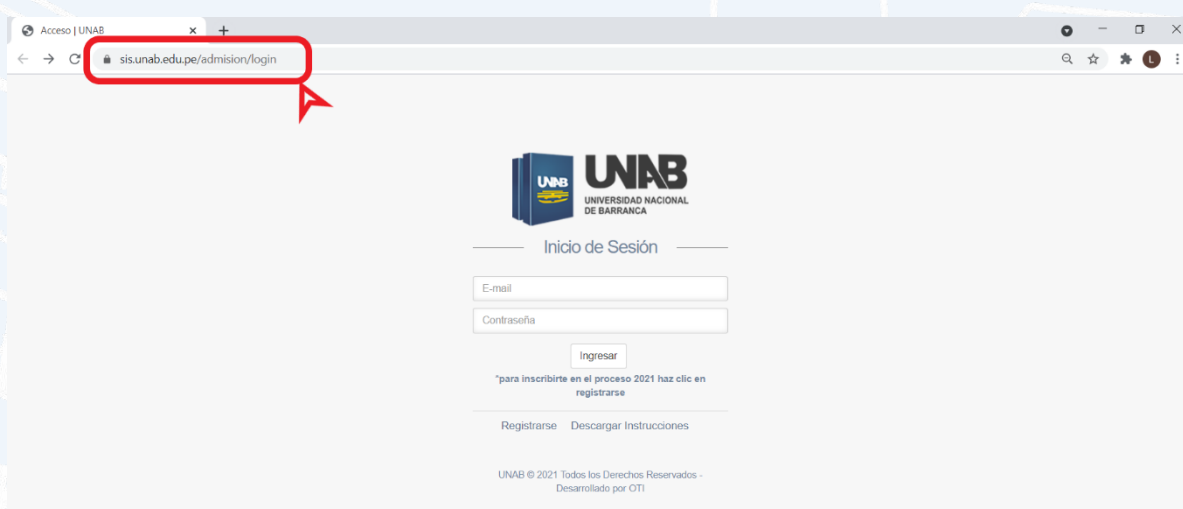 Acceso | UNAB
sis.unab.edu.pe/admision/login
L
UNAB
UNAB
UNIVERSIDAD NACIONAL
DE BARRANCA
Inicio de Sesión
E-mail
Contraseña
Ingresar
*para inscribirte en el proceso 2021 haz clic en
registrarse
Registrarse Descargar Instrucciones
UNAB © 2021 Todos los Derechos Reservados -
Desarrollado por OTI